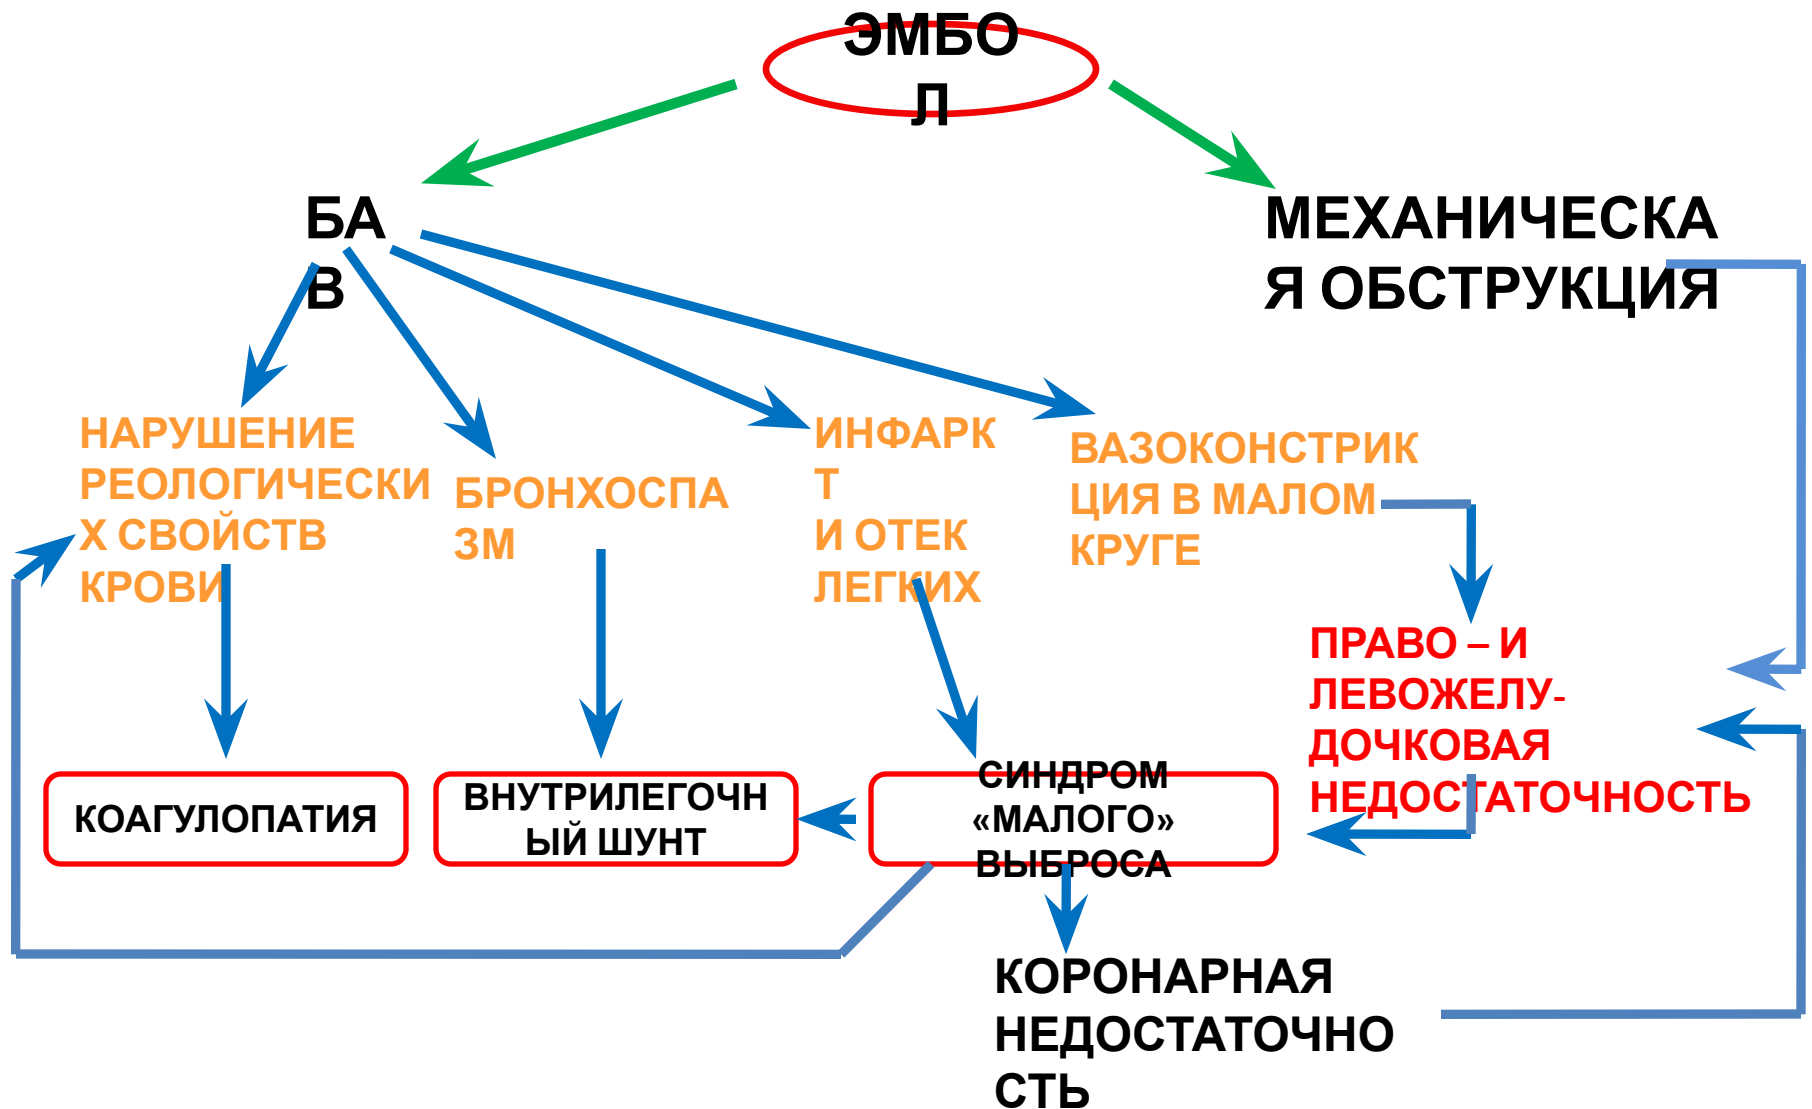 ЭМБО
Л
БА
В
МЕХАНИЧЕСКА
Я ОБСТРУКЦИЯ
НАРУШЕНИЕ
РЕОЛОГИЧЕСКИ
Х СВОЙСТВ
КРОВИ
БРОНХОСПА
ЗМ
ИНФАРК
Т
И ОТЕК
ЛЕГКИХ
ВАЗОКОНСТРИК
ЦИЯ В МАЛОМ
КРУГЕ
ПРАВО – И
ЛЕВОЖЕЛУ-
ДОЧКОВАЯ
НЕДОСТАТОЧНОСТЬ
КОАГУЛОПАТИЯ
ВНУТРИЛЕГОЧН
ЫЙ ШУНТ
СИНДРОМ
«МАЛОГО»
ВЫБРОСА
КОРОНАРНАЯ
НЕДОСТАТОЧНО
СТЬ